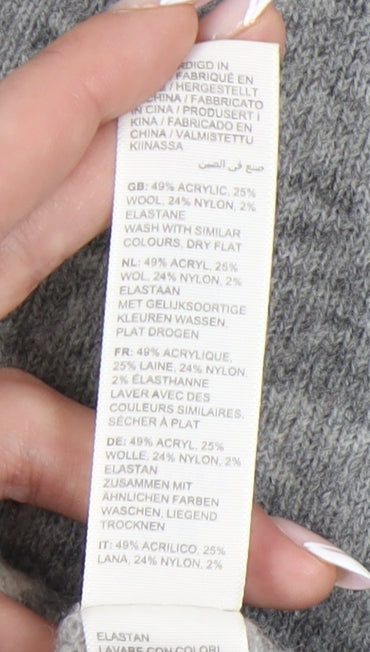 FABRIQUÉ EN
/ HERGESTELLT
CHINA / FABBRICATO
IN CINA / PRODUSERT I
KINA / FABRICADO EN
CHINA / VALMISTETTU
KIINASSA
صنع في الصين
GB: 49% ACRYLIC, 25%
WOOL, 24% NYLON, 2%
ELASTANE
WASH WITH SIMILAR
COLOURS, DRY FLAT
NL: 49% ACRYL, 25%
WOL, 24% NYLON, 2%
ELASTAAN
MET GELIJKSOORTIGE
KLEUREN WASSEN,
PLAT DROGEN
FR: 49% ACRYLIQUE,
25% LAINE, 24% NYLON,
2% ÉLASTHANNE
LAVER AVEC DES
COULEURS SIMILAIRES,
SÉCHER À PLAT
DE: 49% ACRYL, 25%
WOLLE, 24% NYLON, 2%
ELASTAN
ZUSAMMEN MIT
ÄHNLICHEN FARBEN
WASCHEN, LIEGEND
TROCKNEN
IT: 49% ACRILICO, 25%
LANA, 24% NYLON, 2%
ELASTAN
LAVARE CON COLORI